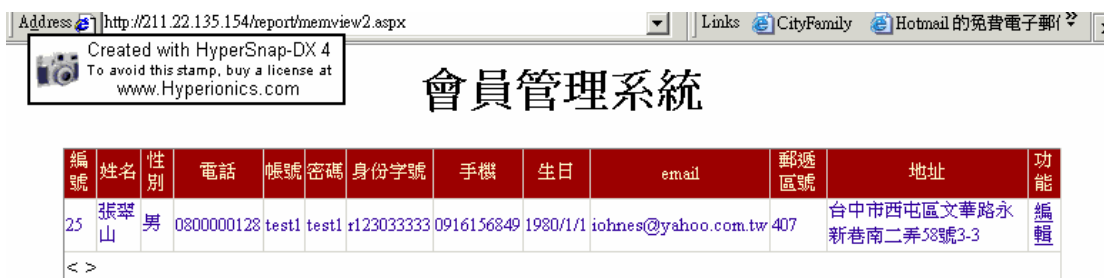 Address http://211.22.135.154/report/memview2.aspx Links CityFamily Hotmail 的免費電子郵
Created with HyperSnap-DX 4
To avoid this stamp, buy a license at
www.Hyperionics.com
會員管理系統
編號 姓名 性別 電話 帳號 密碼 身份字號 手機 生日 email 郵遞區號 地址 功能
25 張翠山 男 0800000128 test1 test1 r123033333 0916156849 1980/1/1 iohnes@yahoo.com.tw 407 台中市西屯區文華路永新巷南二弄58號3-3 編輯
< >